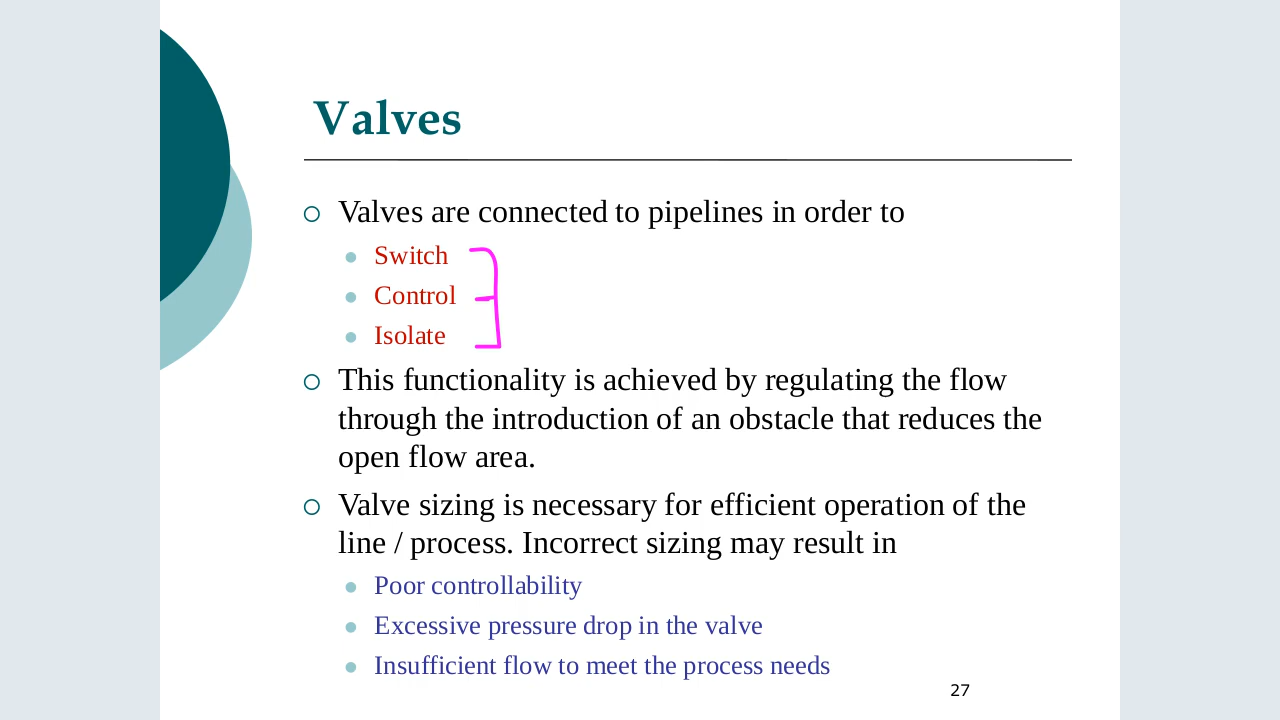 Valves
Valves are connected to pipelines in order to
Switch
Control
Isolate
This functionality is achieved by regulating the flow
through the introduction of an obstacle that reduces the
open flow area.
Valve sizing is necessary for efficient operation of the
line / process. Incorrect sizing may result in
Poor controllability
Excessive pressure drop in the valve
Insufficient flow to meet the process needs
27